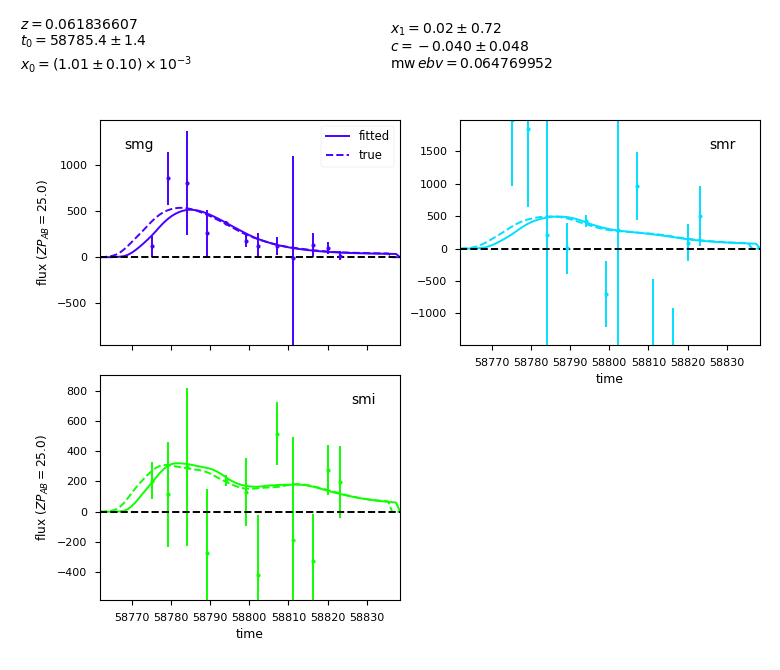 z = 0.061836607
t₀ = 58785.4 ± 1.4
x₀ = (1.01 ± 0.10) × 10⁻³
x₁ = 0.02 ± 0.72
c = −0.040 ± 0.048
mw ebv = 0.064769952
smg
fitted
true
1000
500
0
−500
flux (ZP_AB = 25.0)
smr
1500
1000
500
0
−500
−1000
58770 58780 58790 58800 58810 58820 58830
time
smi
800
600
400
200
0
−200
−400
flux (ZP_AB = 25.0)
58770 58780 58790 58800 58810 58820 58830
time